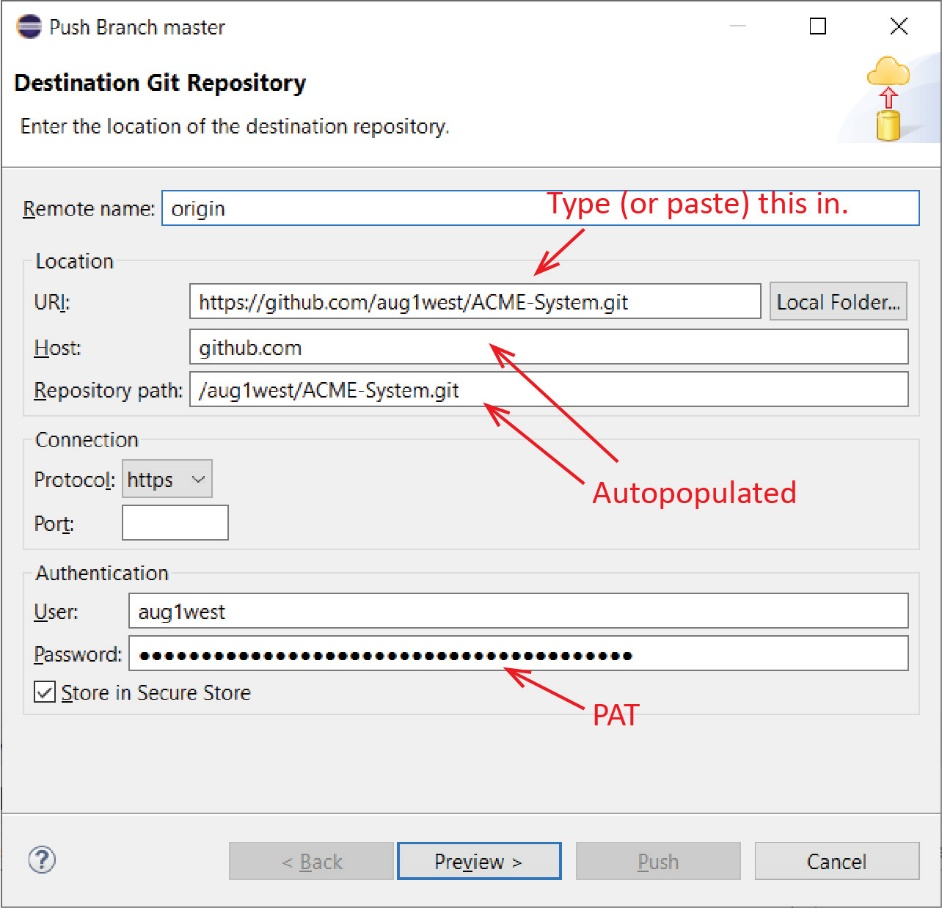 Push Branch master
Destination Git Repository
Enter the location of the destination repository.
Remote name: origin
Type (or paste) this in.
Location
URI: https://github.com/aug1west/ACME-System.git Local Folder...
Host: github.com
Repository path: /aug1west/ACME-System.git
Connection
Protocol: https
Autopopulated
Port:
Authentication
User: aug1west
Password: ●●●●●●●●●●●●●●●●●●●●●●●●●●●●●●●●●●●●●●●●
Store in Secure Store
PAT
? < Back Preview > Push Cancel